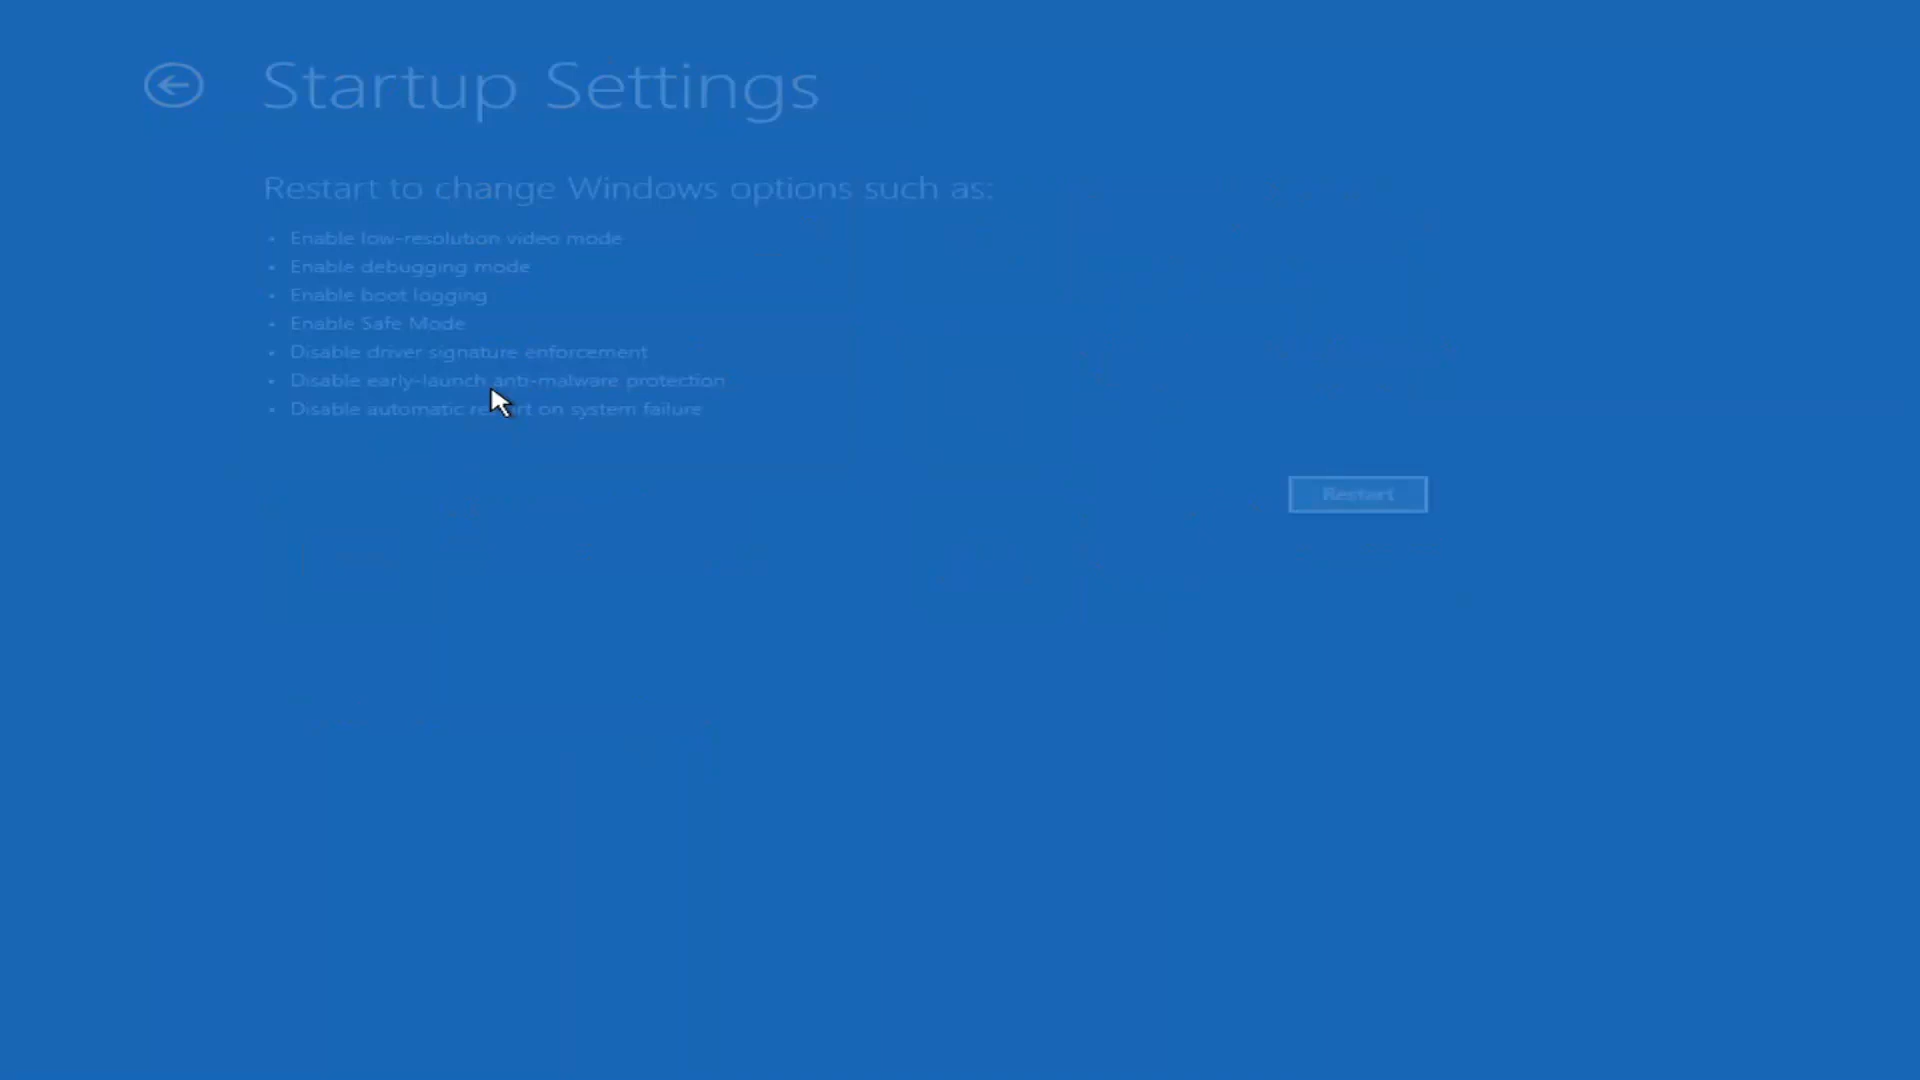 Startup Settings
Restart to change Windows options such as:
• Enable low-resolution video mode
• Enable debugging mode
• Enable boot logging
• Enable Safe Mode
• Disable driver signature enforcement
• Disable early-launch anti-malware protection
• Disable automatic restart on system failure
Restart